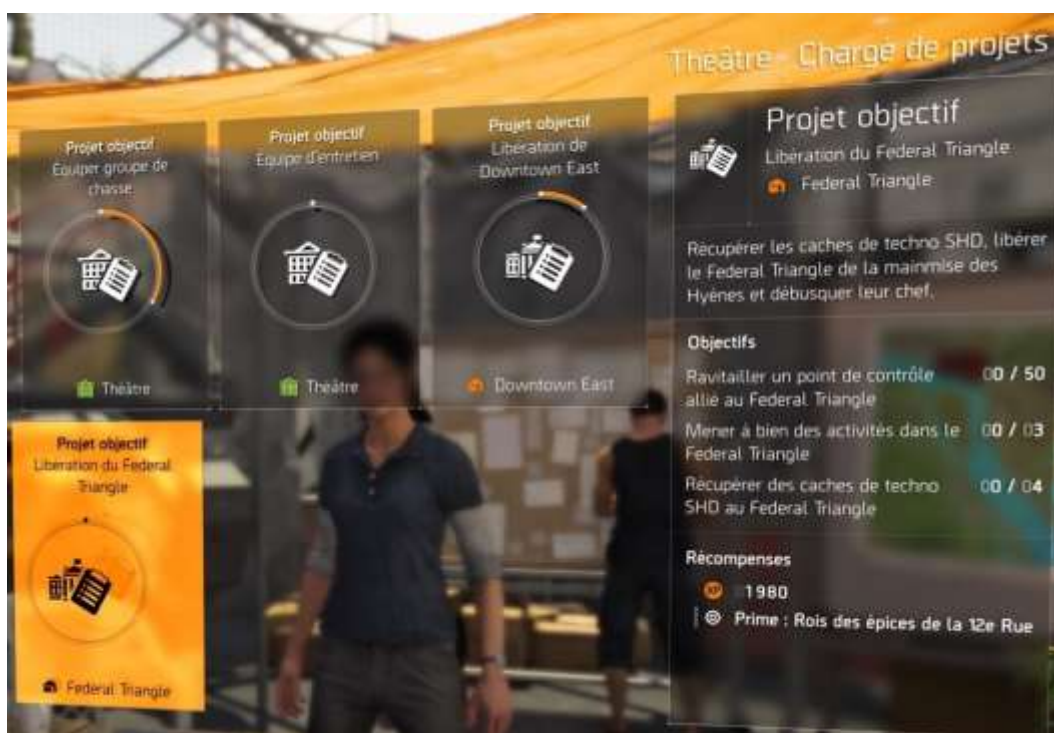 Théâtre - Chargé de projets
Projet objectif
Équiper groupe de
chasse
Théâtre
Projet objectif
Équipe d'entretien
Théâtre
Projet objectif
Libération de
Downtown East
Downtown East
Projet objectif
Libération du Federal
Triangle
Federal Triangle
Projet objectif
Libération du Federal Triangle
Federal Triangle
Récupérer les caches de techno SHD, libérer
le Federal Triangle de la mainmise des
Hyènes et débusquer leur chef.
Objectifs
Ravitailler un point de contrôle 00 / 50
allié au Federal Triangle
Mener à bien des activités dans le 00 / 03
Federal Triangle
Récupérer des caches de techno 00 / 04
SHD au Federal Triangle
Récompenses
XP 1980
Prime : Rois des épices de la 12e Rue